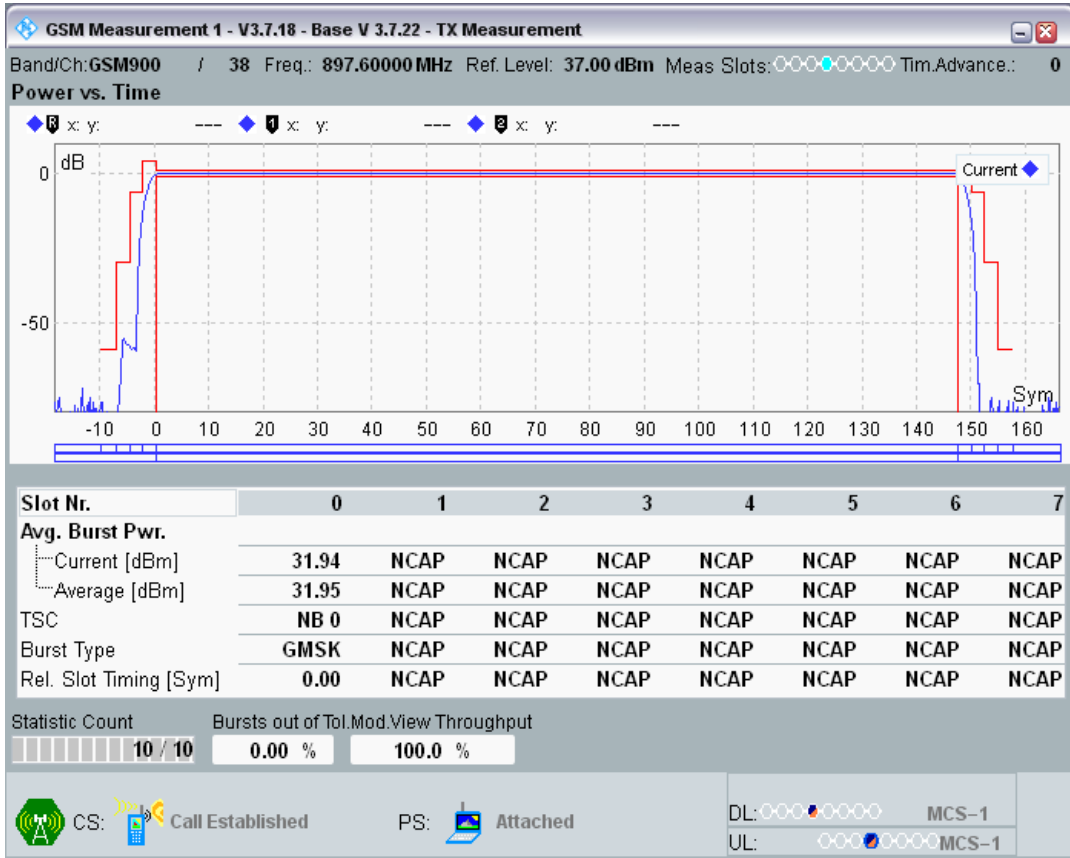 GSM Measurement 1 - V3.7.18 - Base V 3.7.22 - TX Measurement
Band/Ch:GSM900 / 38 Freq.: 897.60000 MHz Ref. Level: 37.00 dBm Meas Slots: Tim.Advance.: 0
Power vs. Time
R x: y: --- 1 x: y: --- 2 x: y: ---
dB
Current
0
-50
Sym
-10 0 10 20 30 40 50 60 70 80 90 100 110 120 130 140 150 160
Slot Nr. 0 1 2 3 4 5 6 7
Avg. Burst Pwr.
Current [dBm] 31.94 NCAP NCAP NCAP NCAP NCAP NCAP NCAP
Average [dBm] 31.95 NCAP NCAP NCAP NCAP NCAP NCAP NCAP
TSC NB 0 NCAP NCAP NCAP NCAP NCAP NCAP NCAP
Burst Type GMSK NCAP NCAP NCAP NCAP NCAP NCAP NCAP
Rel. Slot Timing [Sym] 0.00 NCAP NCAP NCAP NCAP NCAP NCAP NCAP
Statistic Count Bursts out of Tol. Mod.View Throughput
10 / 10 0.00 % 100.0 %
CS: Call Established PS: Attached
DL: MCS-1
UL: MCS-1